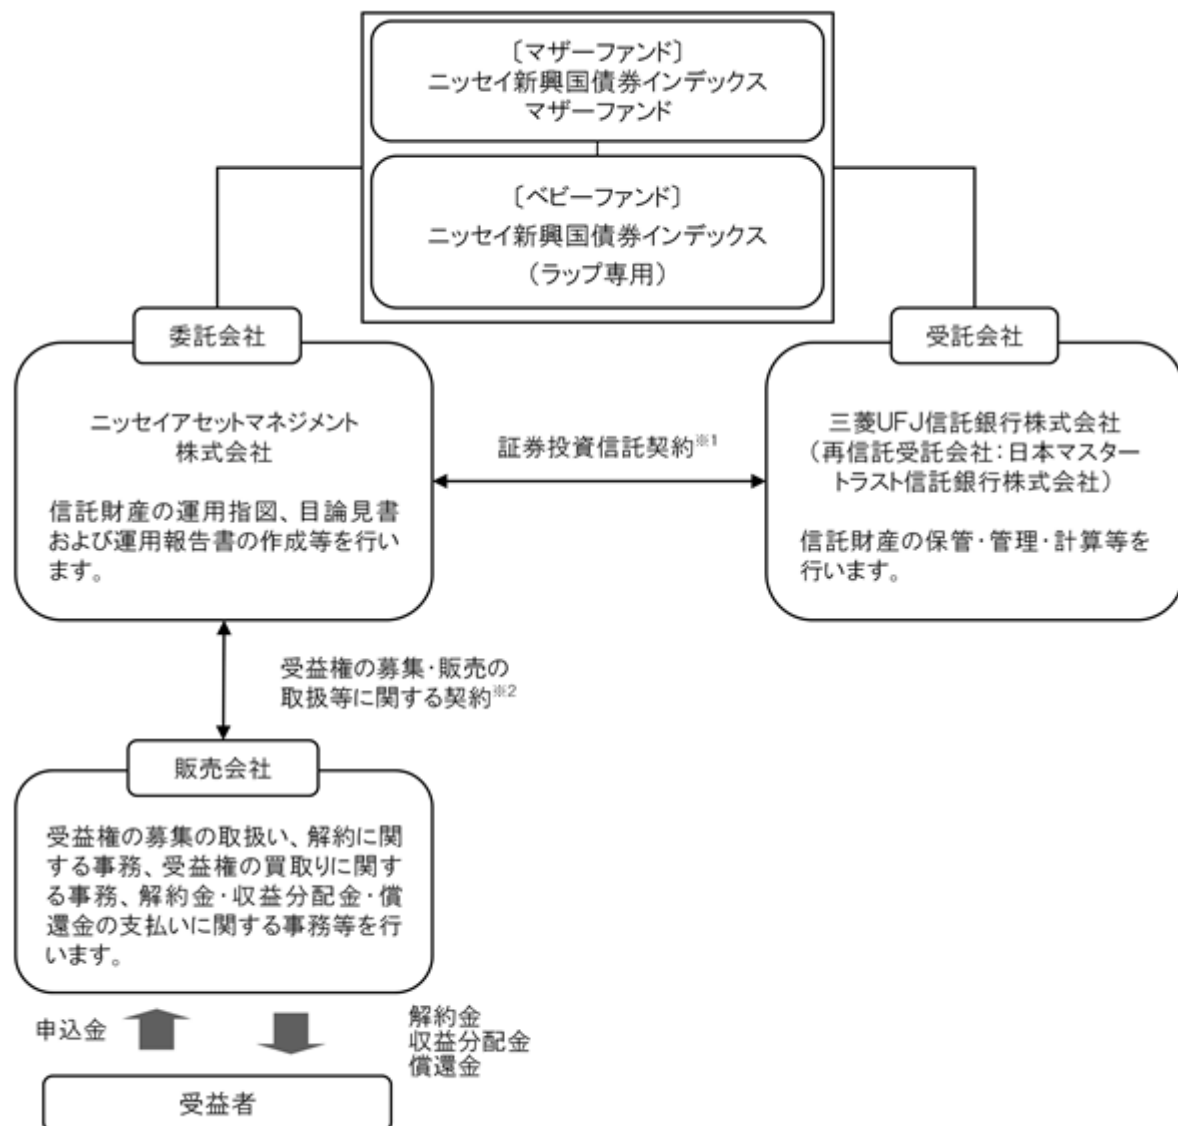 〔マザーファンド〕
ニッセイ新興国債券インデックス
マザーファンド
〔ベビーファンド〕
ニッセイ新興国債券インデックス
（ラップ専用）
委託会社
ニッセイアセットマネジメント
株式会社
信託財産の運用指図、目論見書
および運用報告書の作成等を行い
ます。
証券投資信託契約※1
受託会社
三菱UFJ信託銀行株式会社
（再信託受託会社：日本マスター
トラスト信託銀行株式会社）
信託財産の保管・管理・計算等を
行います。
受益権の募集・販売の
取扱等に関する契約※2
販売会社
受益権の募集の取扱い、解約に関
する事務、受益権の買取りに関す
る事務、解約金・収益分配金・償
還金の支払いに関する事務等を行
います。
申込金
解約金
収益分配金
償還金
受益者